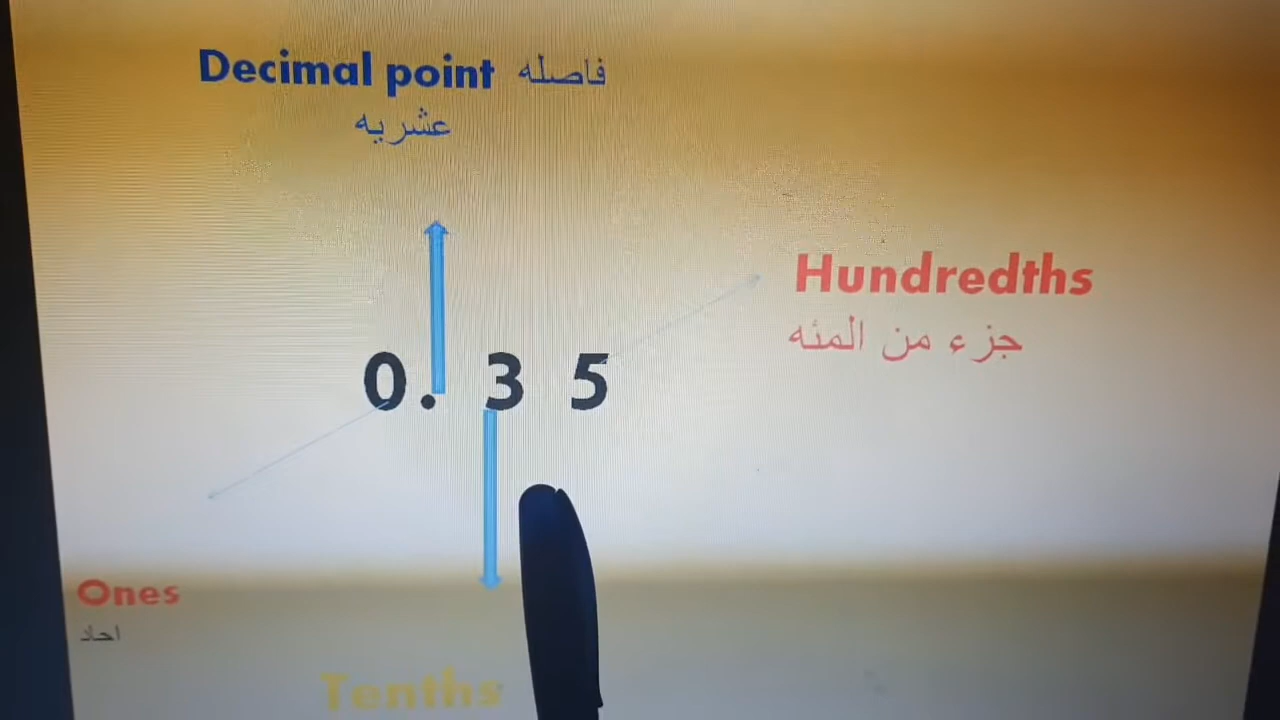 Decimal point فاصله
عشريه
Hundredths
جزء من المئه
0. 3 5
Ones
احاد
Tenths